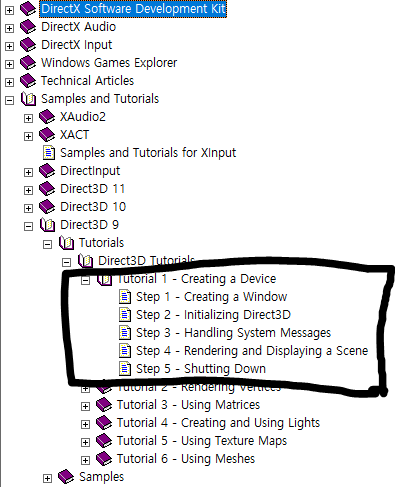 DirectX Software Development Kit
DirectX Audio
DirectX Input
Windows Games Explorer
Technical Articles
Samples and Tutorials
XAudio2
XACT
Samples and Tutorials for XInput
DirectInput
Direct3D 11
Direct3D 10
Direct3D 9
Tutorials
Direct3D Tutorials
Tutorial 1 - Creating a Device
Step 1 - Creating a Window
Step 2 - Initializing Direct3D
Step 3 - Handling System Messages
Step 4 - Rendering and Displaying a Scene
Step 5 - Shutting Down
Tutorial 2 - Rendering Vertices
Tutorial 3 - Using Matrices
Tutorial 4 - Creating and Using Lights
Tutorial 5 - Using Texture Maps
Tutorial 6 - Using Meshes
Samples